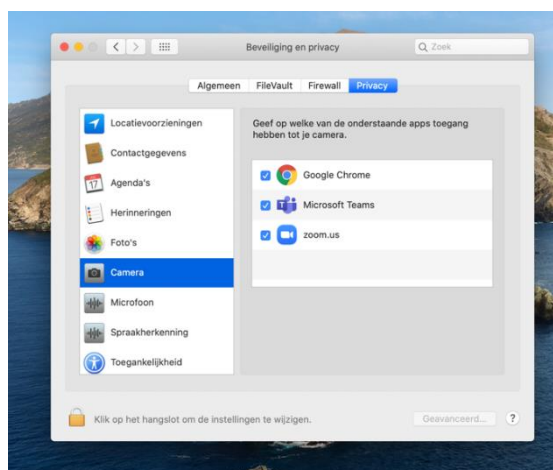 Beveiliging en privacy
Zoek
Algemeen FileVault Firewall Privacy
Locatievoorzieningen
Contactgegevens
17
Agenda's
Herinneringen
Foto's
Camera
Microfoon
Spraakherkenning
Toegankelijkheid
Geef op welke van de onderstaande apps toegang
hebben tot je camera.
Google Chrome
Microsoft Teams
zoom.us
Klik op het hangslot om de instellingen te wijzigen.
Geavanceerd...
?